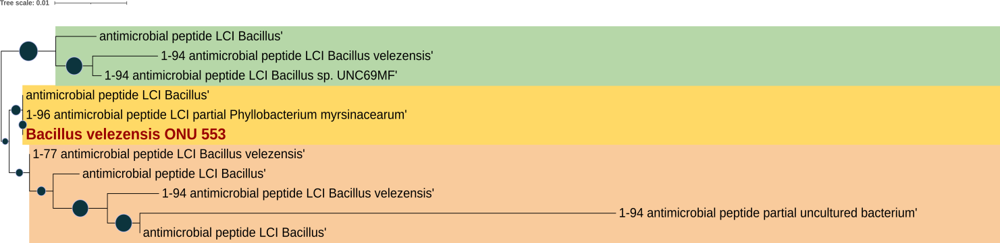 Tree scale: 0.01
antimicrobial peptide LCI Bacillus'
1-94 antimicrobial peptide LCI Bacillus velezensis'
1-94 antimicrobial peptide LCI Bacillus sp. UNC69MF'
antimicrobial peptide LCI Bacillus'
1-96 antimicrobial peptide LCI partial Phyllobacterium myrsinacearum'
Bacillus velezensis ONU 553
1-77 antimicrobial peptide LCI Bacillus velezensis'
antimicrobial peptide LCI Bacillus'
1-94 antimicrobial peptide LCI Bacillus velezensis'
1-94 antimicrobial peptide partial uncultured bacterium'
antimicrobial peptide LCI Bacillus'